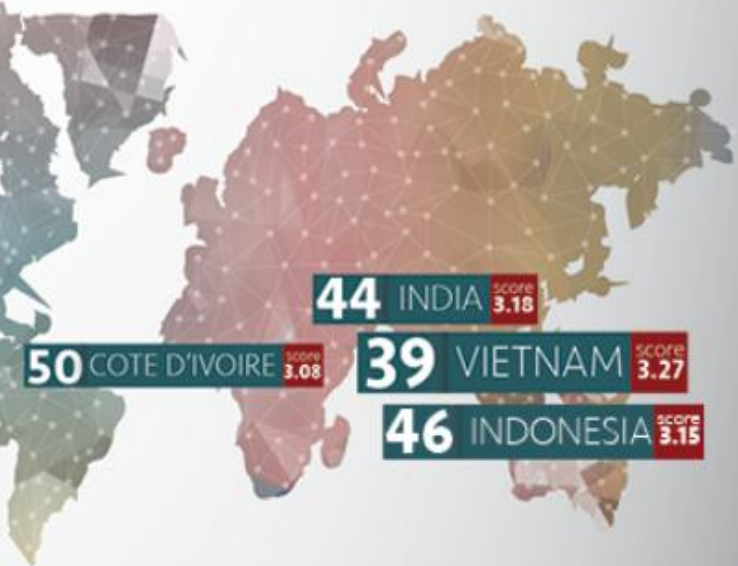 44 INDIA score 3.18
50 COTE D'IVOIRE score 3.08
39 VIETNAM score 3.27
46 INDONESIA score 3.15